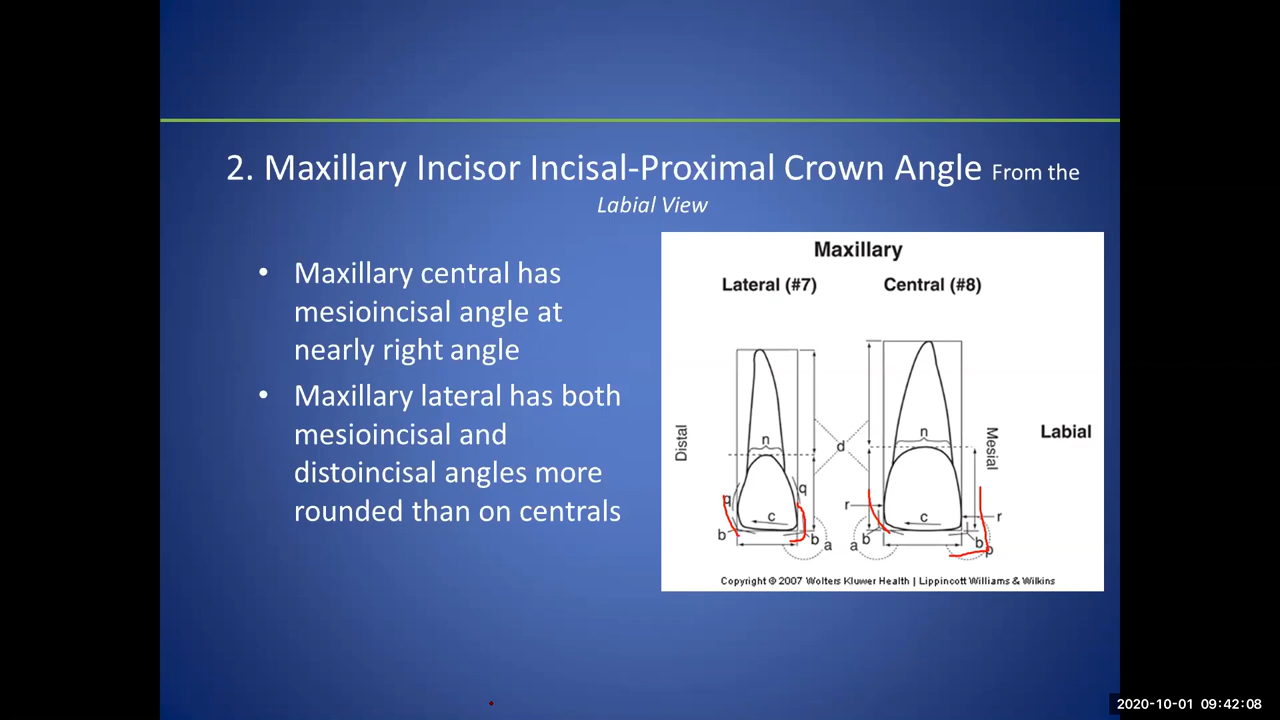 2. Maxillary Incisor Incisal-Proximal Crown Angle From the
Labial View
• Maxillary central has
mesioincisal angle at
nearly right angle
• Maxillary lateral has both
mesioincisal and
distoincisal angles more
rounded than on centrals
Maxillary
Lateral (#7) Central (#8)
Distal
Mesial
Labial
n n
d
q q
r r
c c
b b a a b b
p
Copyright © 2007 Wolters Kluwer Health | Lippincott Williams & Wilkins
2020-10-01 09:42:08